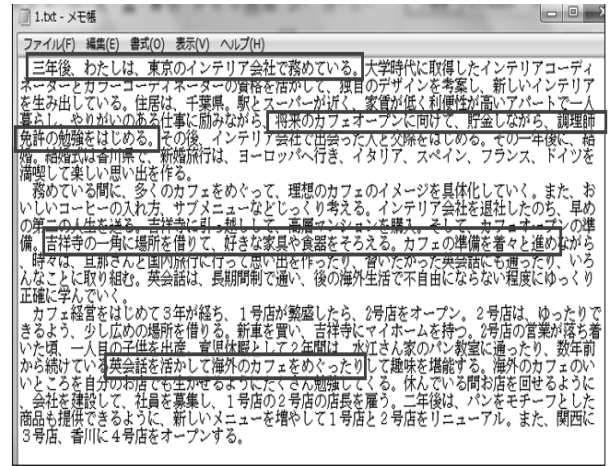 1.txt - メモ帳
ファイル(F) 編集(E) 書式(O) 表示(V) ヘルプ(H)
三年後、わたしは、東京のインテリア会社で務めている。大学時代に取得したインテリアコーディ
ネーターとカラーコーディネーターの資格を活かして、独自のデザインを考案し、新しいインテリア
を生み出している。住居は、千葉県。駅とスーパーが近く、家賃が低く利便性が高いアパートで一人
暮らし。やりがいのある仕事に励みながら、将来のカフェオープンに向けて、貯金しながら、調理師
免許の勉強をはじめる。その後、インテリア会社で出会った人と交際をはじめる。その一年後に、結
婚。結婚式は香川県で、新婚旅行は、ヨーロッパへ行き、イタリア、スペイン、フランス、ドイツを
満喫して楽しい思い出を作る。
務めている間に、多くのカフェをめぐって、理想のカフェのイメージを具体化していく。また、お
いしいコーヒーの入れ方、サブメニューなどじっくり考える。インテリア会社を退社したのち、早め
の第二の人生を送る。吉祥寺に引っ越しして、高層マンションを購入。そして、カフェオープンの準
備。吉祥寺の一角に場所を借りて、好きな家具や食器をそろえる。カフェの準備を着々と進めながら
、時々は、旦那さんと国内旅行に行って思い出を作ったり、習いたかった英会話にも通ったり、いろ
んなことに取り組む。英会話は、長期間制で通い、後の海外生活で不自由にならない程度にゆっくり
正確に学んでいく。
カフェ経営をはじめて3年が経ち、1号店が繁盛したら、2号店をオープン。2号店は、ゆったりで
きるよう、少し広めの場所を借りる。新車を買い、吉祥寺にマイホームを持つ。2号店の営業が落ち着
いた頃、一人目の子供を出産。育児休暇として2年間は、水江さん家のパン教室に通ったり、数年前
から続けている英会話を活かして海外のカフェをめぐったりして趣味を堪能する。海外のカフェのい
いところを自分のお店でも生かせるようにたくさん勉強してくる。休んでいる間お店を回せるように
、会社を建設して、社員を募集し、1号店の2号店の店長を雇う。二年後は、パンをモチーフとした
商品も提供できるように、新しいメニューを増やして1号店と2号店をリニューアル。また、関西に
3号店、香川に4号店をオープンする。